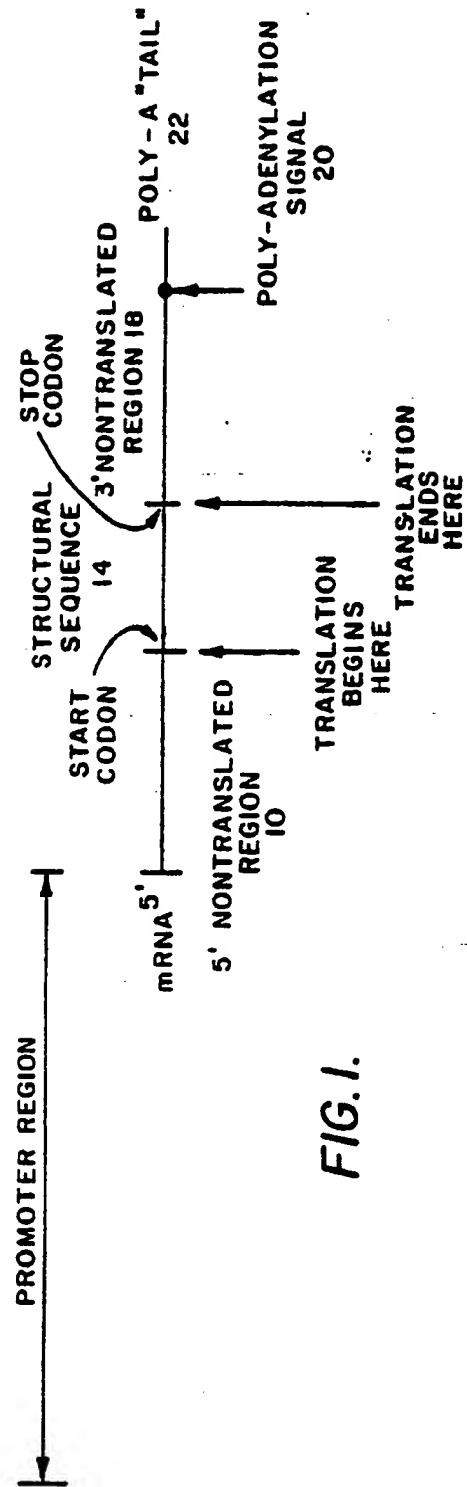 PROMOTER REGION
mRNA 5'
5' NONTRANSLATED
REGION
10
START
CODON
TRANSLATION
BEGINS
HERE
STRUCTURAL
SEQUENCE
14
STOP
CODON
TRANSLATION
ENDS
HERE
3' NONTRANSLATED
REGION 18
POLY-ADENYLATION
SIGNAL
20
POLY-A "TAIL"
22
FIG. 1.